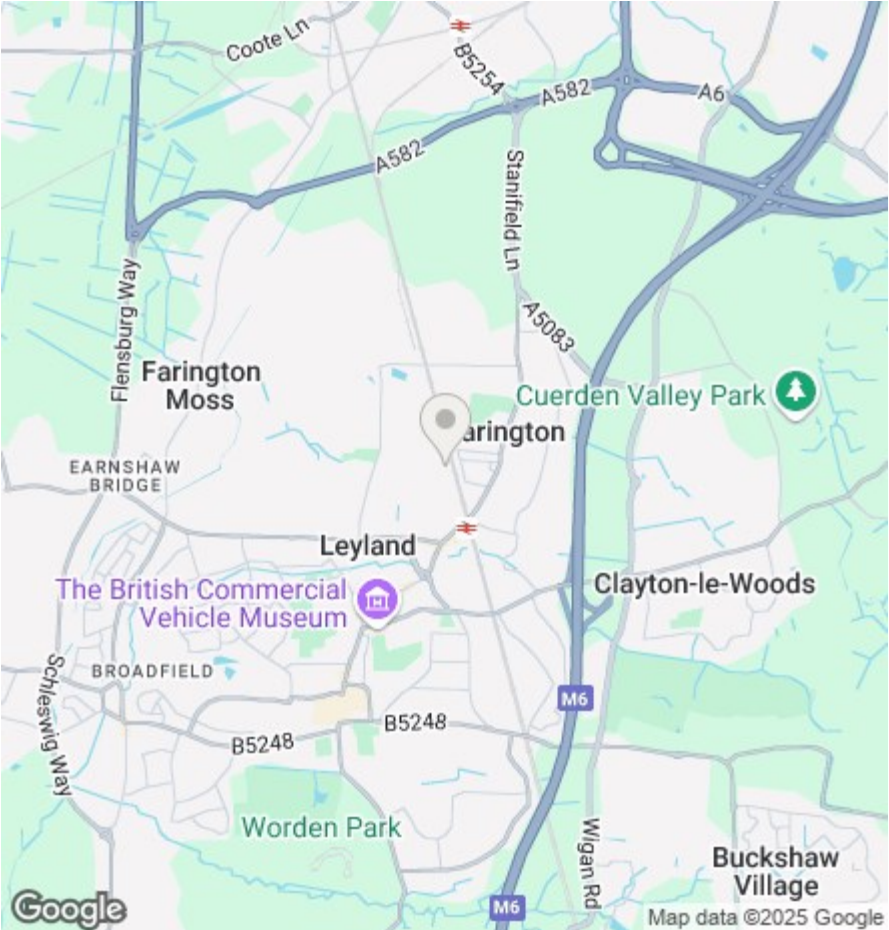 Coote Ln
B5254
A582
A6
A582
Stanifield Ln
Flensburg Way
A5083
Farington
Moss
Cuerden Valley Park
arington
EARNSHAW
BRIDGE
Leyland
The British Commercial
Vehicle Museum
Clayton-le-Woods
BROADFIELD
Schleswig Way
M6
B5248
B5248
Worden Park
Wigan Rd
Buckshaw
Village
M6
Google
Map data ©2025 Google